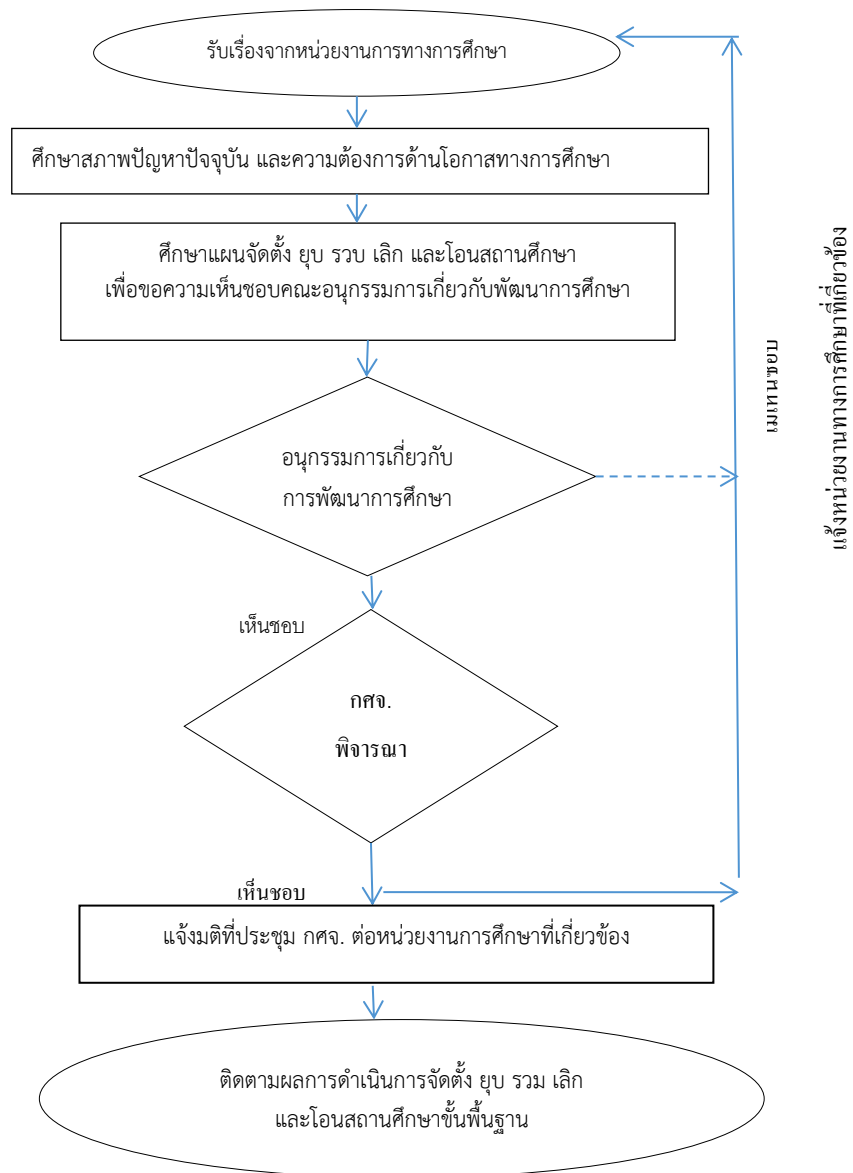 รับเรื่องจากหน่วยงานการทางการศึกษา
ศึกษาสภาพปัญหาปัจจุบัน และความต้องการด้านโอกาสทางการศึกษา
ศึกษาแผนจัดตั้ง ยุบ รวบ เลิก และโอนสถานศึกษา
เพื่อขอความเห็นชอบคณะอนุกรรมการเกี่ยวกับพัฒนาการศึกษา
อนุกรรมการเกี่ยวกับ
การพัฒนาการศึกษา
เห็นชอบ
กศจ.
พิจารณา
เห็นชอบ
แจ้งมติที่ประชุม กศจ. ต่อหน่วยงานการศึกษาที่เกี่ยวข้อง
ติดตามผลการดำเนินการจัดตั้ง ยุบ รวม เลิก
และโอนสถานศึกษาขั้นพื้นฐาน
แจ้งหน่วยงานทางการศึกษาที่เกี่ยวข้อง